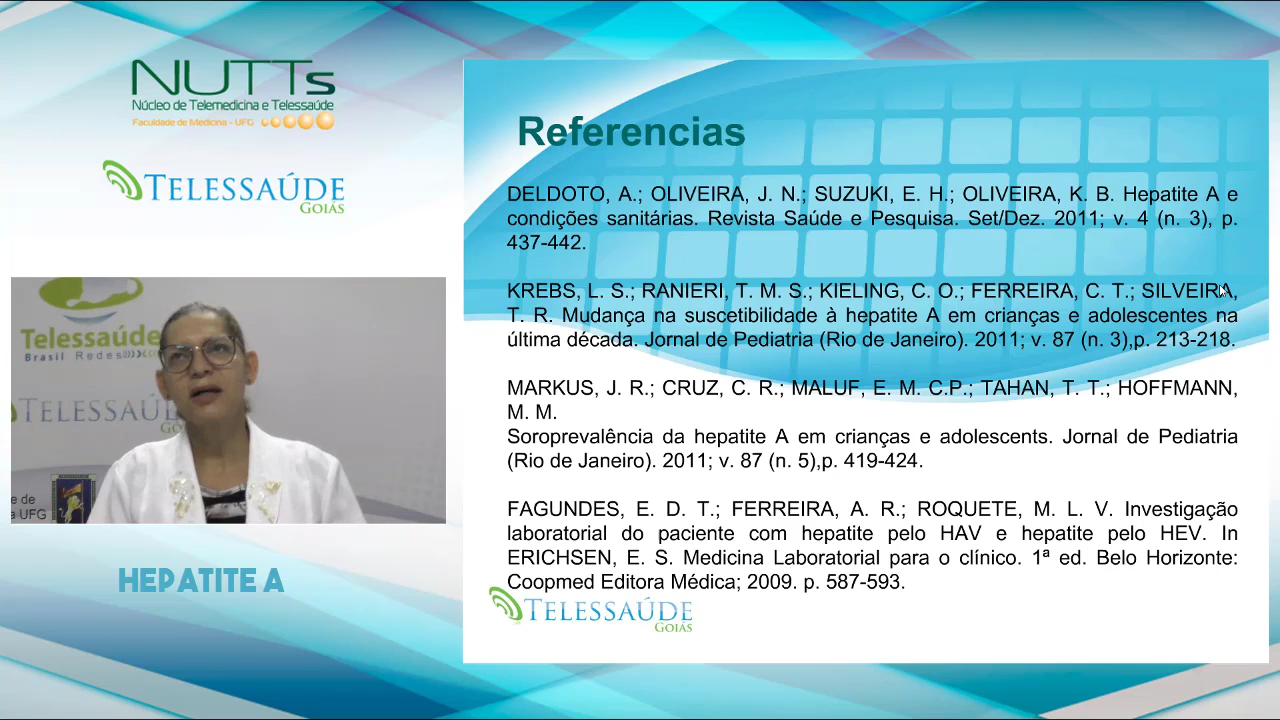 NUTTs
Núcleo de Telemedicina e Telessaúde
Faculdade de Medicina - UFG
TELESSAÚDE
GOIÁS
Telessaúde
Brasil Redes
TELESSAÚ
GO
e de
a UFG
HEPATITE A
Referencias
DELDOTO, A.; OLIVEIRA, J. N.; SUZUKI, E. H.; OLIVEIRA, K. B. Hepatite A e
condições sanitárias. Revista Saúde e Pesquisa. Set/Dez. 2011; v. 4 (n. 3), p.
437-442.
KREBS, L. S.; RANIERI, T. M. S.; KIELING, C. O.; FERREIRA, C. T.; SILVEIRA,
T. R. Mudança na suscetibilidade à hepatite A em crianças e adolescentes na
última década. Jornal de Pediatria (Rio de Janeiro). 2011; v. 87 (n. 3),p. 213-218.
MARKUS, J. R.; CRUZ, C. R.; MALUF, E. M. C.P.; TAHAN, T. T.; HOFFMANN,
M. M.
Soroprevalência da hepatite A em crianças e adolescents. Jornal de Pediatria
(Rio de Janeiro). 2011; v. 87 (n. 5),p. 419-424.
FAGUNDES, E. D. T.; FERREIRA, A. R.; ROQUETE, M. L. V. Investigação
laboratorial do paciente com hepatite pelo HAV e hepatite pelo HEV. In
ERICHSEN, E. S. Medicina Laboratorial para o clínico. 1ª ed. Belo Horizonte:
Coopmed Editora Médica; 2009. p. 587-593.
TELESSAÚDE
GOIÁS